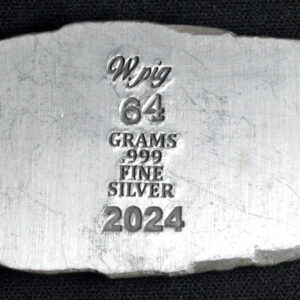 W.pig
64
GRAMS
.999
FINE
SILVER
2024